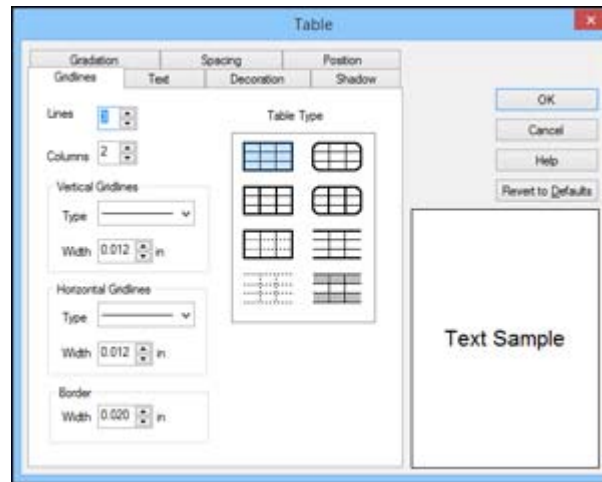 Table
Gradation Spacing Position
Gridlines Text Decoration Shadow
Lines
Columns 2
Vertical Gridlines
Type
Width 0.012 in
Horizontal Gridlines
Type
Width 0.012 in
Border
Width 0.020 in
Table Type
OK
Cancel
Help
Revert to Defaults
Text Sample